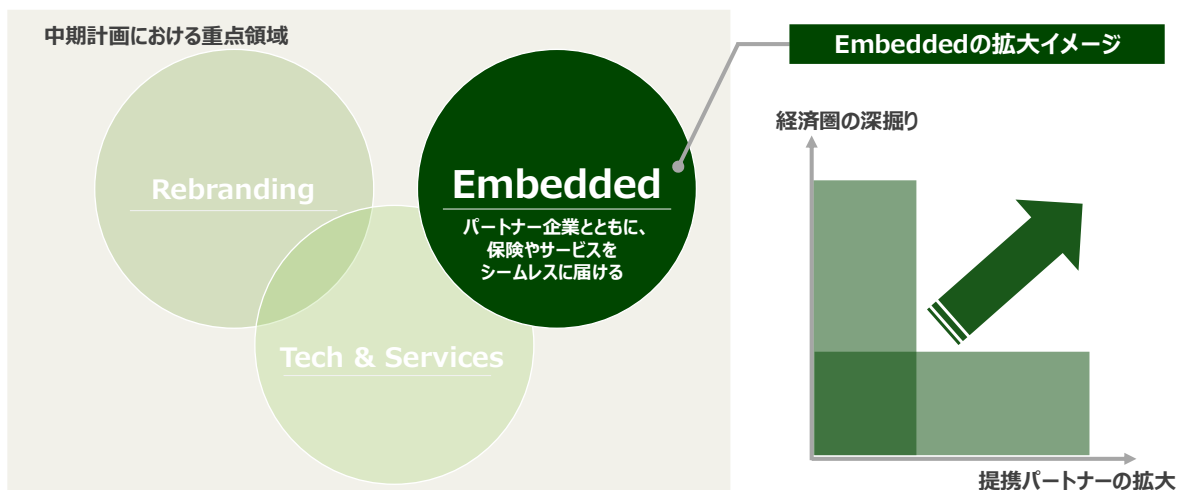 中期計画における重点領域
Rebranding
Embedded
パートナー企業とともに、
保険やサービスを
シームレスに届ける
Tech & Services
Embeddedの拡大イメージ
経済圏の深掘り
提携パートナーの拡大